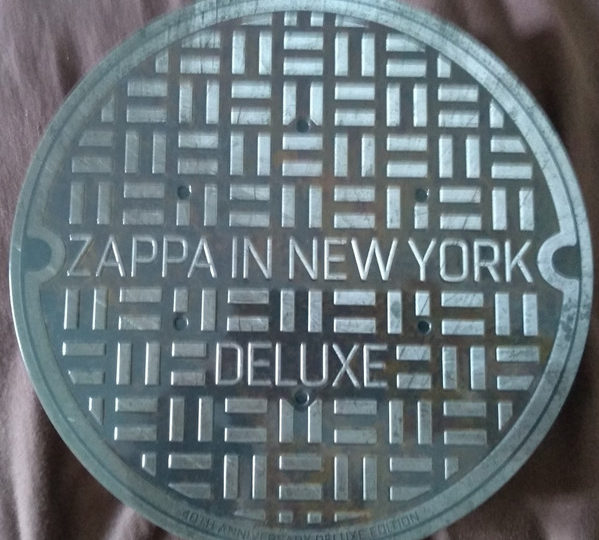 ZAPPA IN NEW YORK
DELUXE
40TH ANNIVERSARY DELUXE EDITION